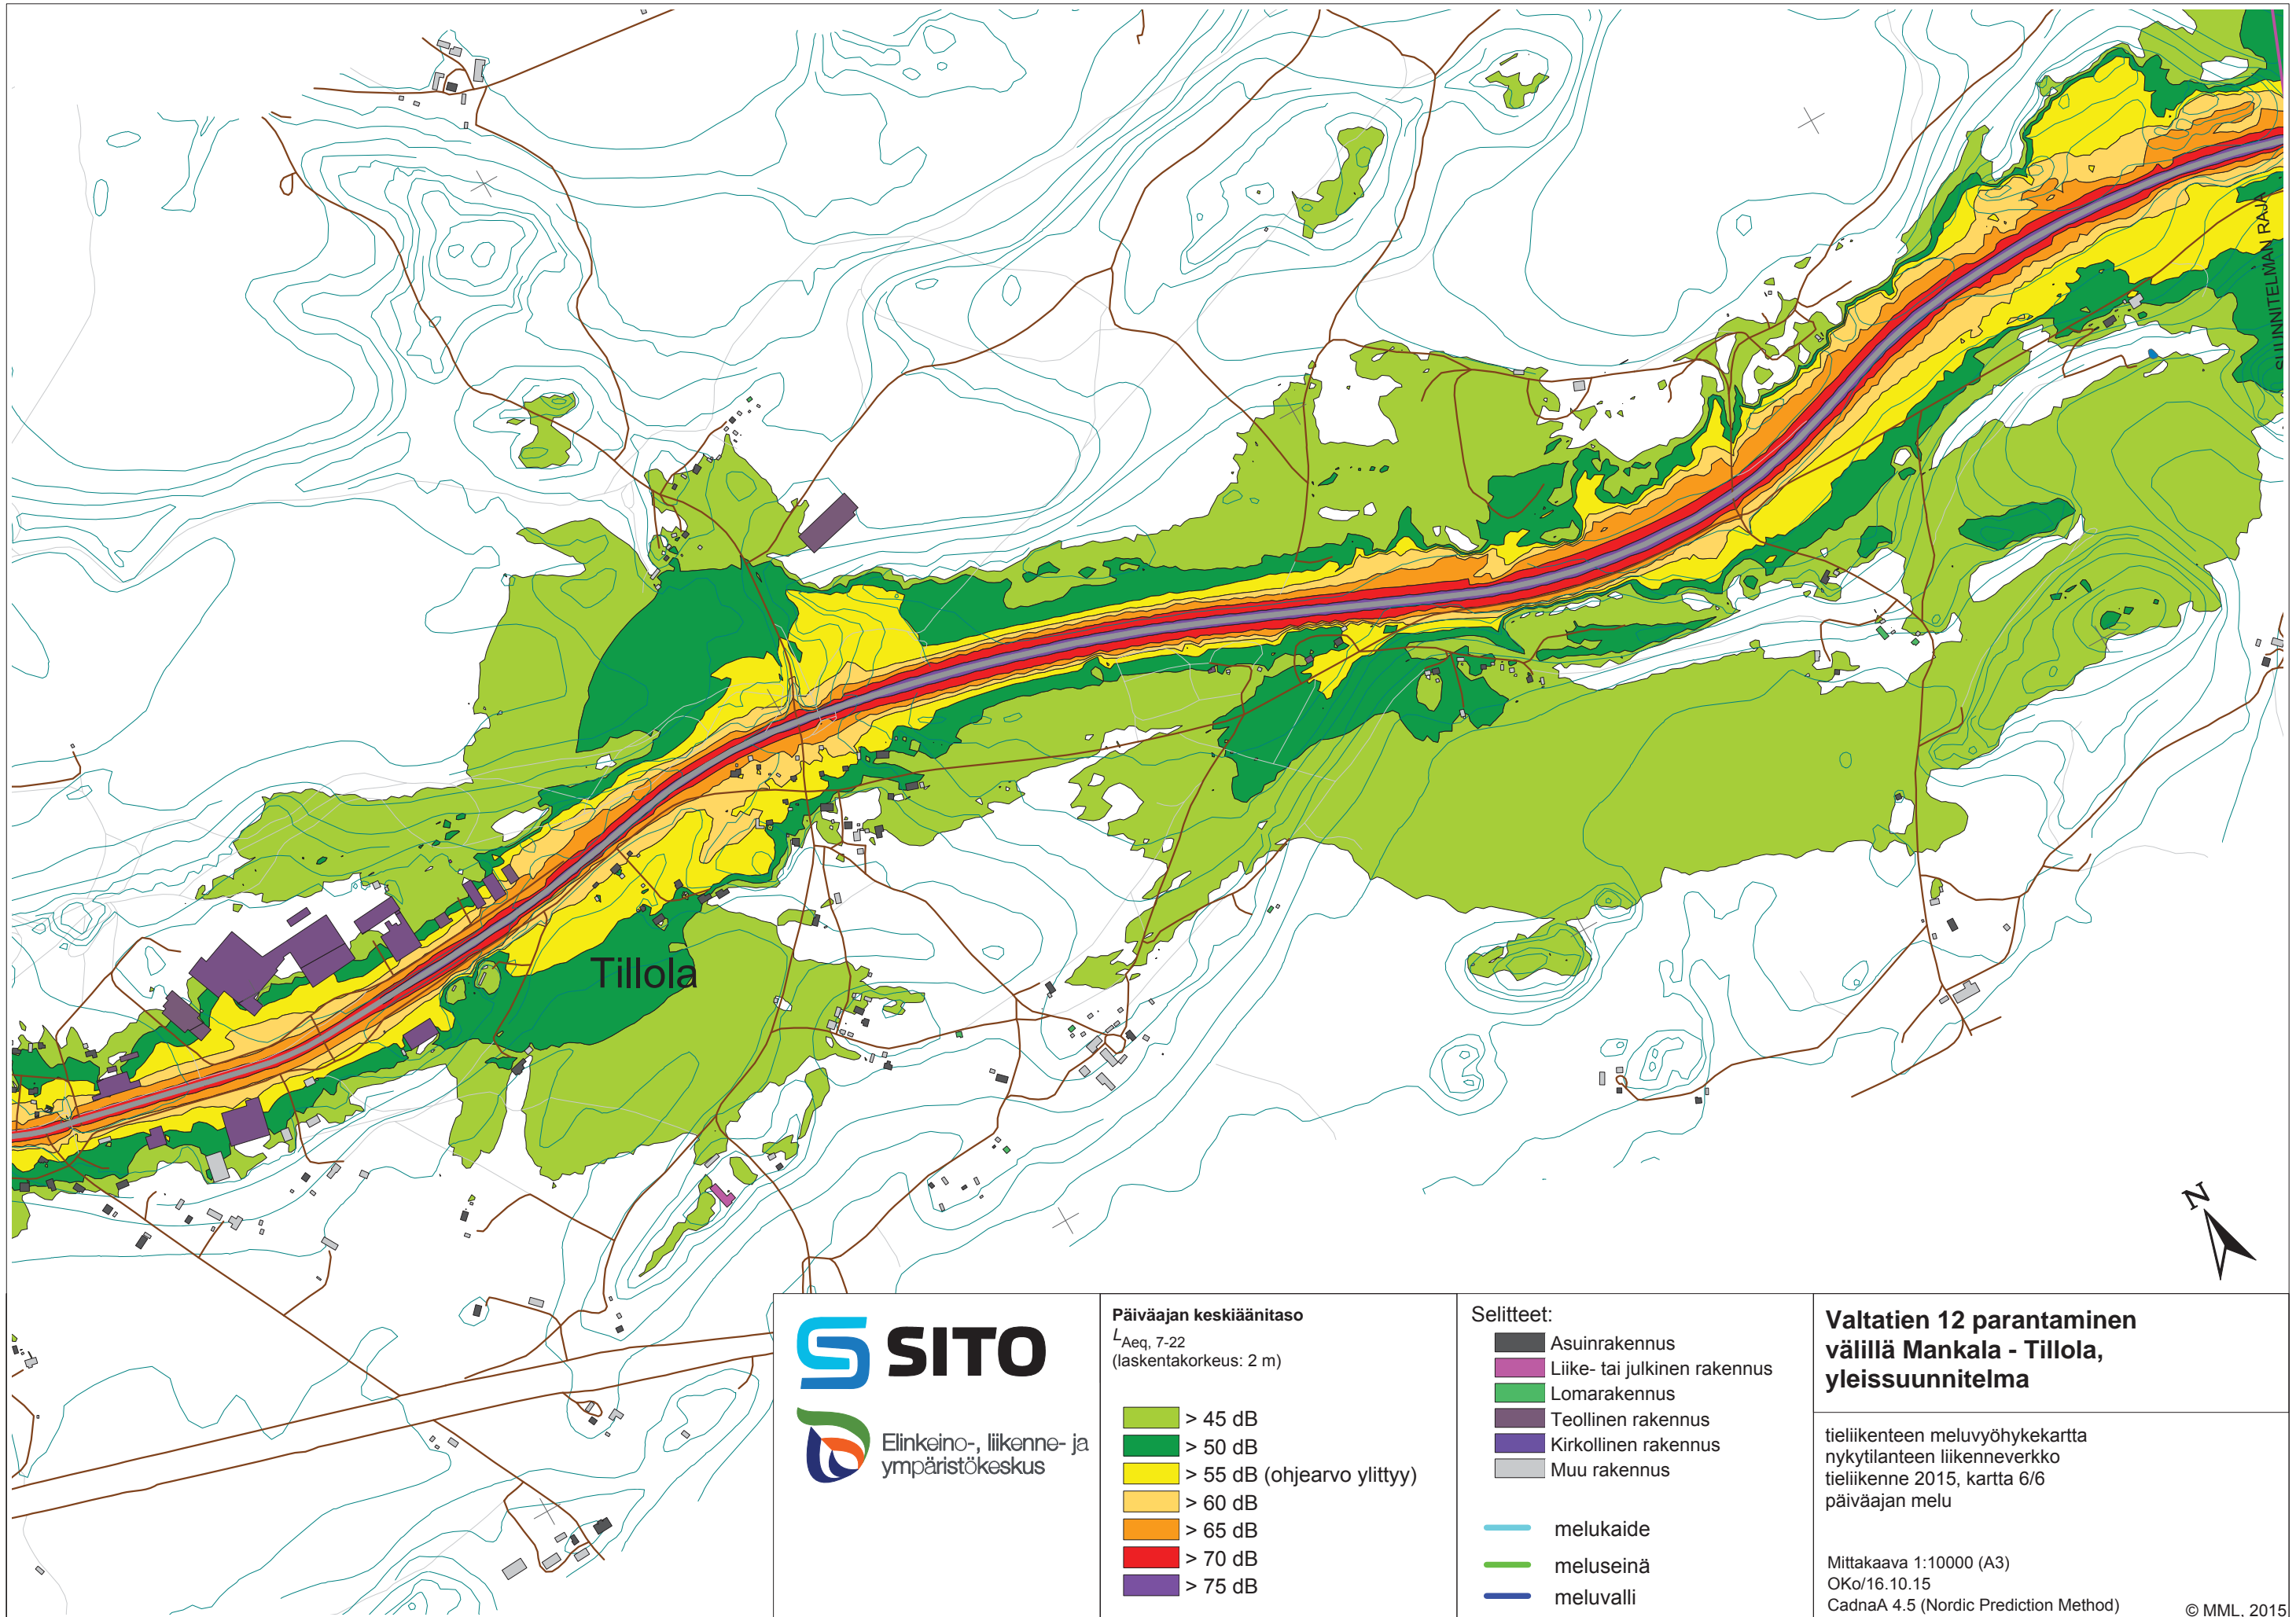 SUUNNITELMAN RAJA
Tillola
N
SITO
Elinkeino-, liikenne- ja
ympäristökeskus
Päiväajan keskiäänitaso
LAeq, 7-22
(laskentakorkeus: 2 m)
> 45 dB
> 50 dB
> 55 dB (ohjearvo ylittyy)
> 60 dB
> 65 dB
> 70 dB
> 75 dB
Selitteet:
Asuinrakennus
Liike- tai julkinen rakennus
Lomarakennus
Teollinen rakennus
Kirkollinen rakennus
Muu rakennus
melukaide
meluseinä
meluvalli
Valtatien 12 parantaminen
välillä Mankala - Tillola,
yleissuunnitelma
tieliikenteen meluvyöhykekartta
nykytilanteen liikenneverkko
tieliikenne 2015, kartta 6/6
päiväajan melu
Mittakaava 1:10000 (A3)
OKo/16.10.15
CadnaA 4.5 (Nordic Prediction Method)
© MML, 2015